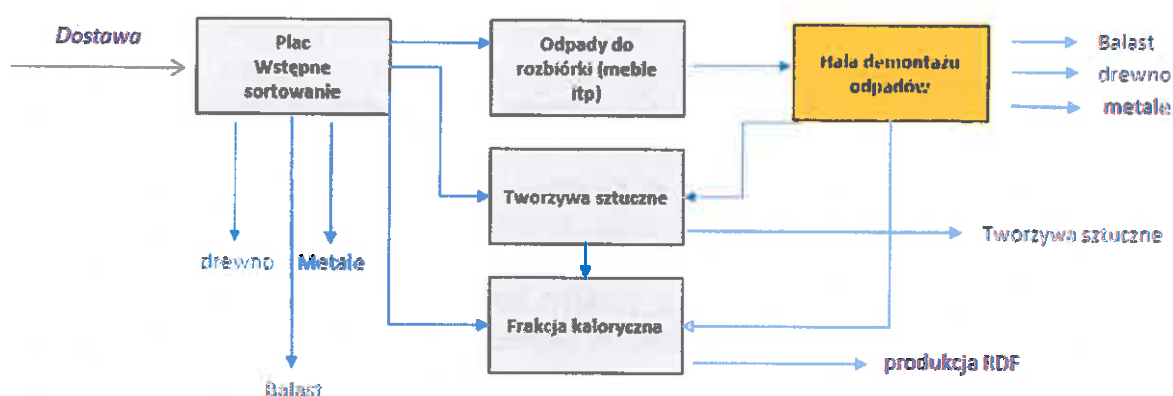 Dostawa
Plac
Wstępne
sortowanie
Odpady do
rozbiórki (meble
itp)
Hala demontażu
odpadów
Balast
drewno
metale
Tworzywa sztuczne
Tworzywa sztuczne
drewno
Metale
Frakcja kaloryczna
produkcja RDF
Balast